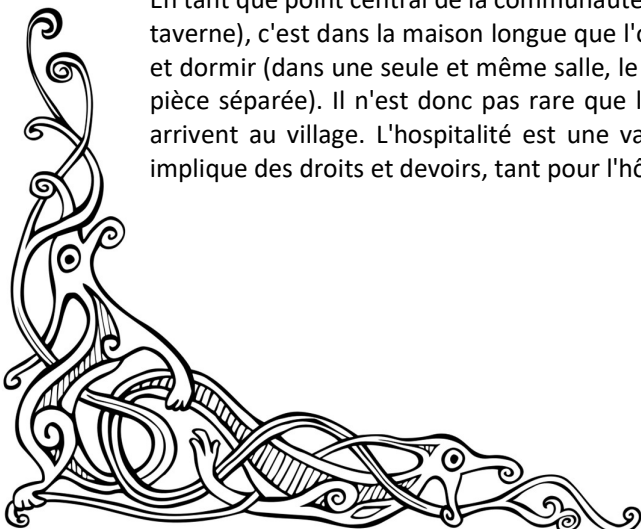 En tant que point central de la communauté
taverne), c'est dans la maison longue que l'o
et dormir (dans une seule et même salle, le
pièce séparée). Il n'est donc pas rare que l
arrivent au village. L'hospitalité est une va
implique des droits et devoirs, tant pour l'hô